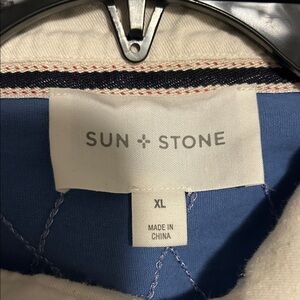 SUN + STONE
XL
MADE IN
CHINA